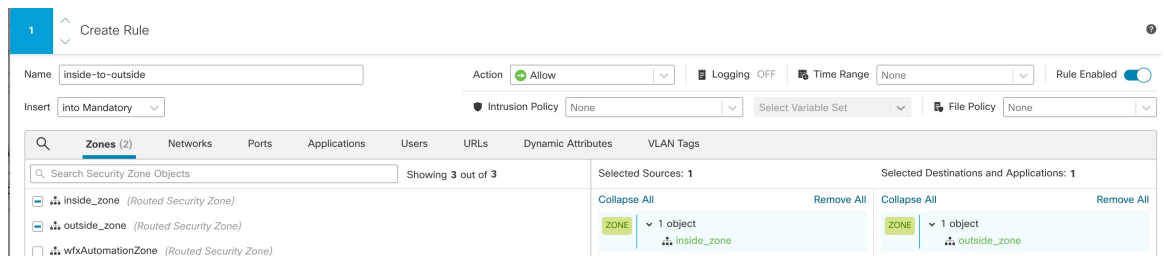 1 Create Rule
Name inside-to-outside Action Allow Logging OFF Time Range None Rule Enabled
Insert into Mandatory Intrusion Policy None Select Variable Set File Policy None
Zones (2) Networks Ports Applications Users URLs Dynamic Attributes VLAN Tags
Search Security Zone Objects Showing 3 out of 3 Selected Sources: 1 Selected Destinations and Applications: 1
inside_zone (Routed Security Zone) Collapse All Remove All Collapse All Remove All
outside_zone (Routed Security Zone) ZONE 1 object ZONE 1 object
inside_zone outside_zone
wfxAutomationZone (Routed Security Zone)